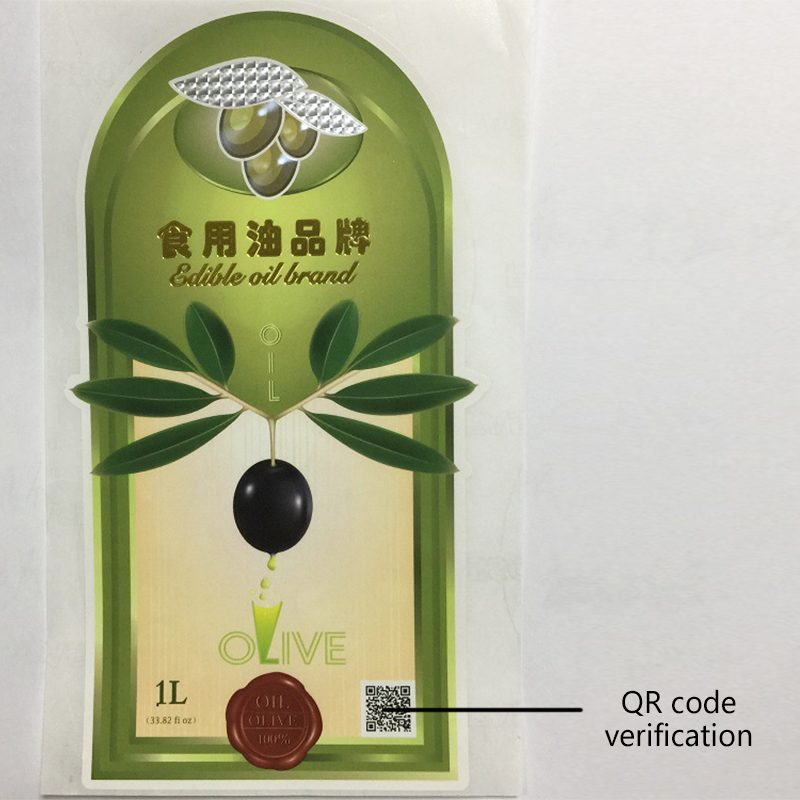 食用油品牌
Edible oil brand
OIL
OLIVE
1L
(33.82 fl oz)
OIL
OLIVE
100%
QR code
verification